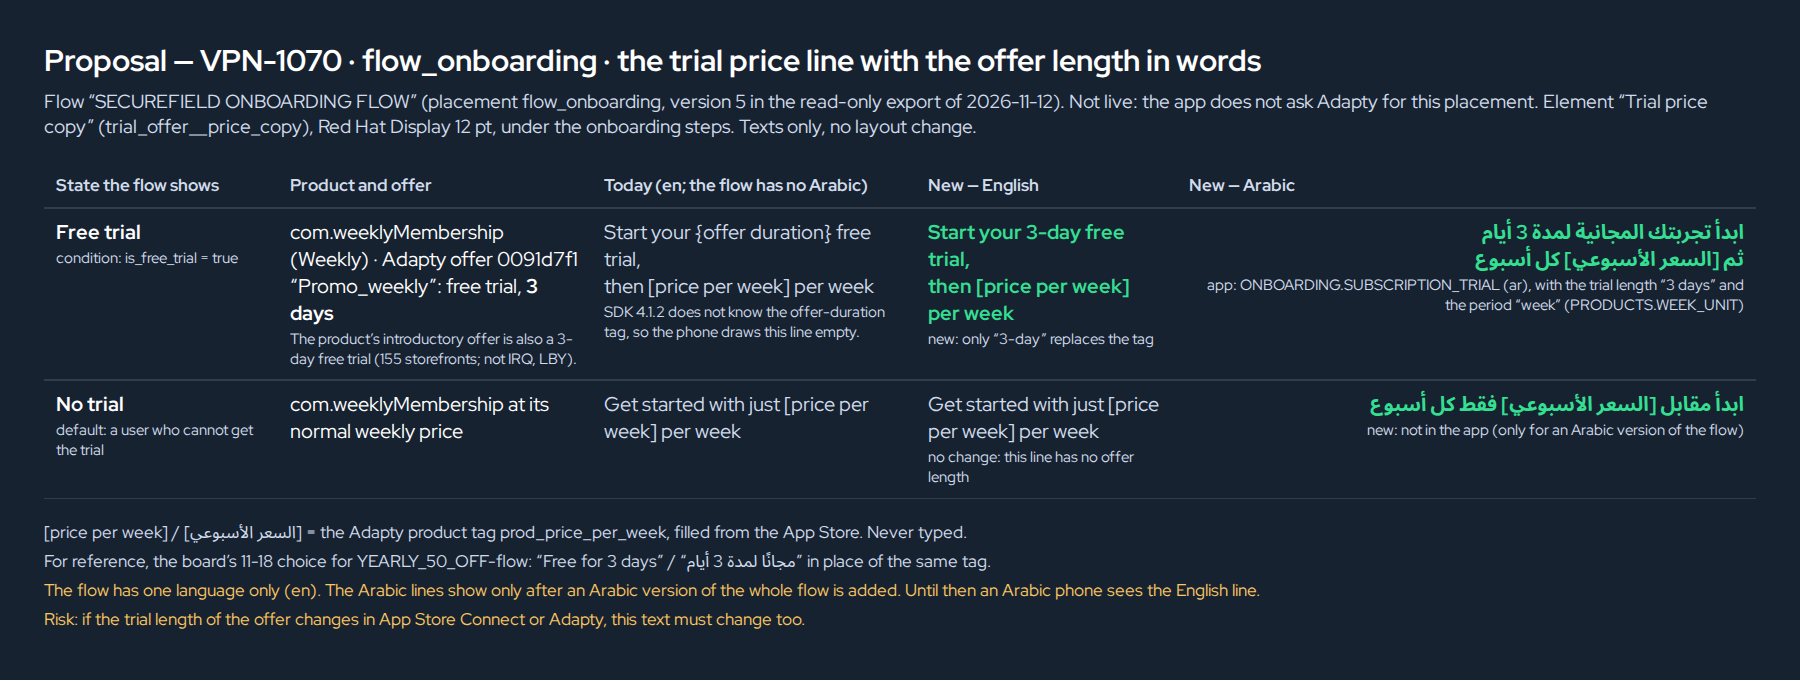 Proposal — VPN-1070 · flow_onboarding · the trial price line with the offer length in words
Flow “SECUREFIELD ONBOARDING FLOW” (placement flow_onboarding, version 5 in the read-only export of 2026-11-12). Not live: the app does not ask Adapty for this placement. Element “Trial price
copy” (trial_offer__price_copy), Red Hat Display 12 pt, under the onboarding steps. Texts only, no layout change.
State the flow shows
Product and offer
Today (en; the flow has no Arabic)
New — English
New — Arabic
Free trial
condition: is_free_trial = true
com.weeklyMembership
(Weekly) · Adapty offer 0091d7f1
“Promo_weekly”: free trial, 3
days
The product’s introductory offer is also a 3-
day free trial (155 storefronts; not IRQ, LBY).
Start your {offer duration} free
trial,
then [price per week] per week
SDK 4.1.2 does not know the offer-duration
tag, so the phone draws this line empty.
Start your 3-day free
trial,
then [price per week]
per week
new: only “3-day” replaces the tag
ابدأ تجربتك المجانية لمدة 3 أيام
ثم [السعر الأسبوعي] كل أسبوع
app: ONBOARDING.SUBSCRIPTION_TRIAL (ar), with the trial length “3 days” and
the period “week” (PRODUCTS.WEEK_UNIT)
No trial
default: a user who cannot get
the trial
com.weeklyMembership at its
normal weekly price
Get started with just [price per
week] per week
Get started with just [price
per week] per week
no change: this line has no offer
length
ابدأ مقابل [السعر الأسبوعي] فقط كل أسبوع
new: not in the app (only for an Arabic version of the flow)
[price per week] / [السعر الأسبوعي] = the Adapty product tag prod_price_per_week, filled from the App Store. Never typed.
For reference, the board’s 11-18 choice for YEARLY_50_OFF-flow: “Free for 3 days” / “مجانًا لمدة 3 أيام” in place of the same tag.
The flow has one language only (en). The Arabic lines show only after an Arabic version of the whole flow is added. Until then an Arabic phone sees the English line.
Risk: if the trial length of the offer changes in App Store Connect or Adapty, this text must change too.